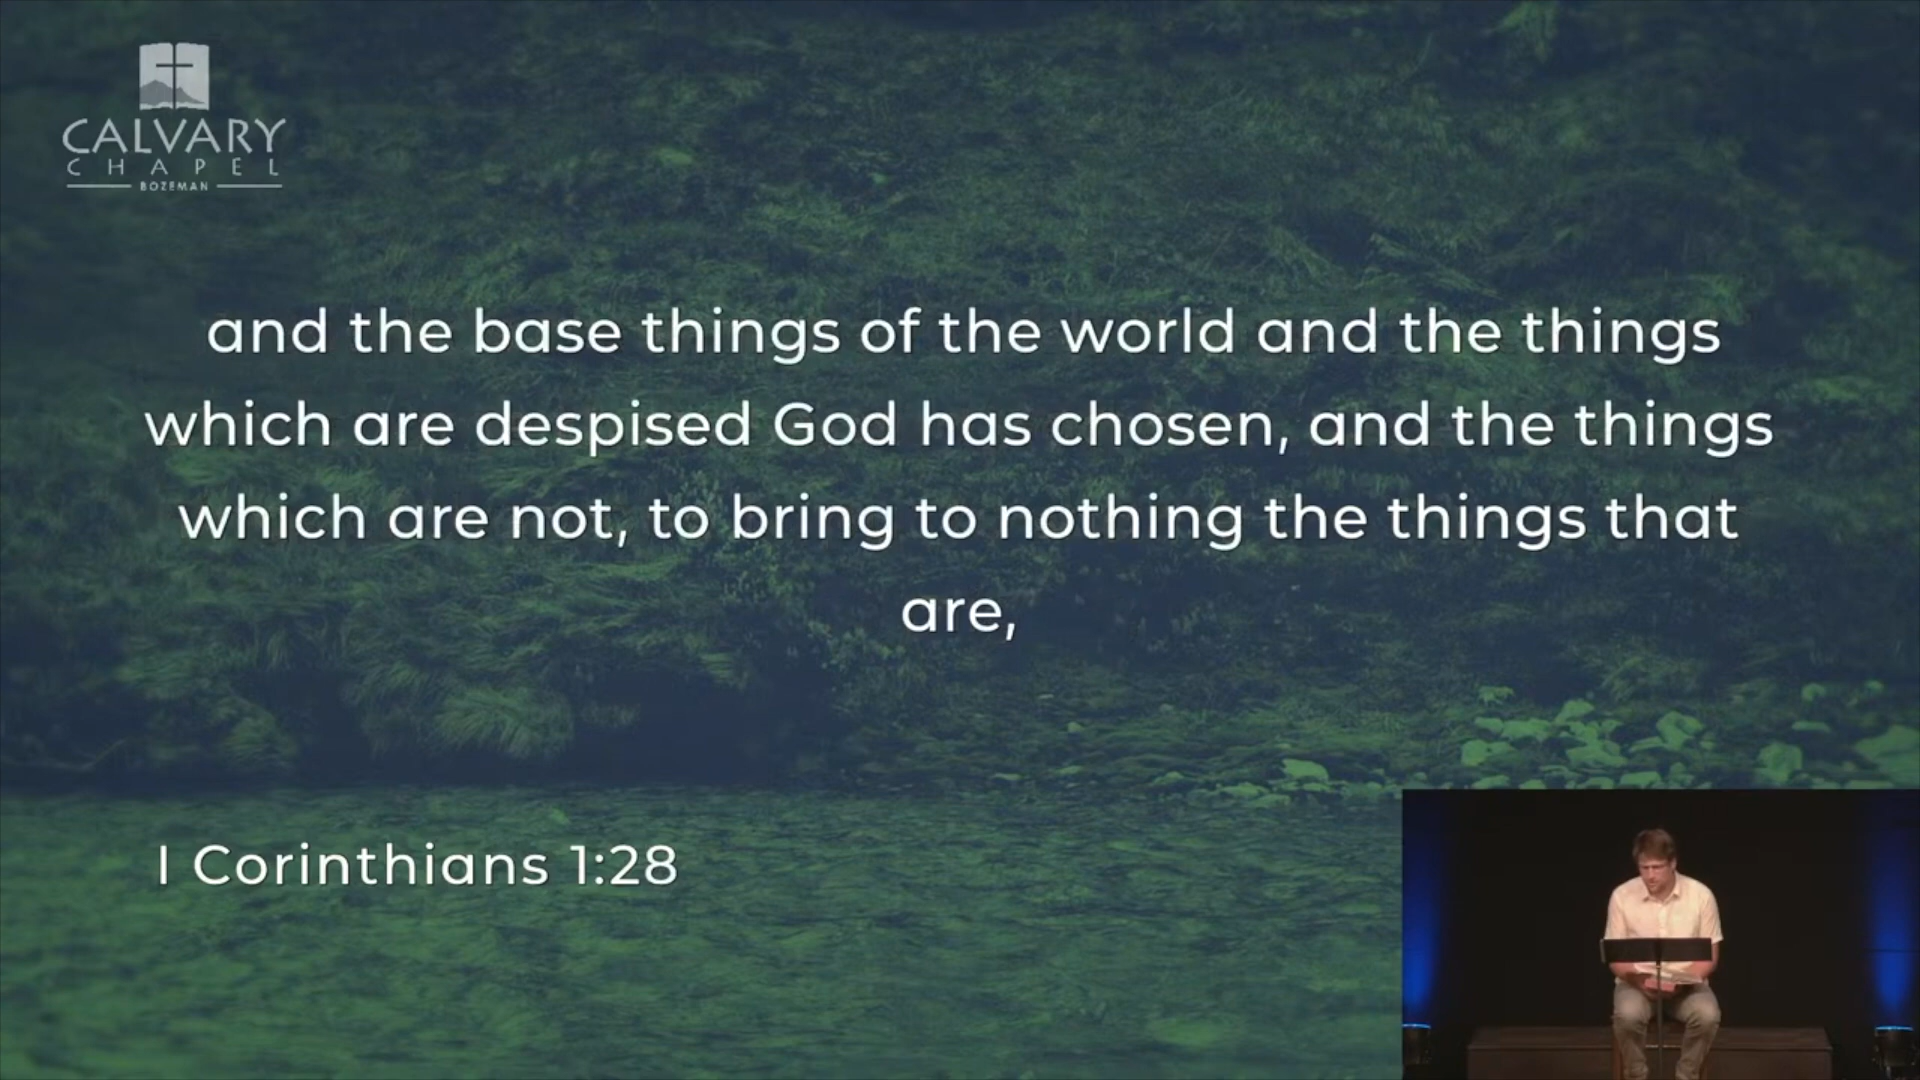 CALVARY
CHAPEL
BOZEMAN
and the base things of the world and the things
which are despised God has chosen, and the things
which are not, to bring to nothing the things that
are,
I Corinthians 1:28